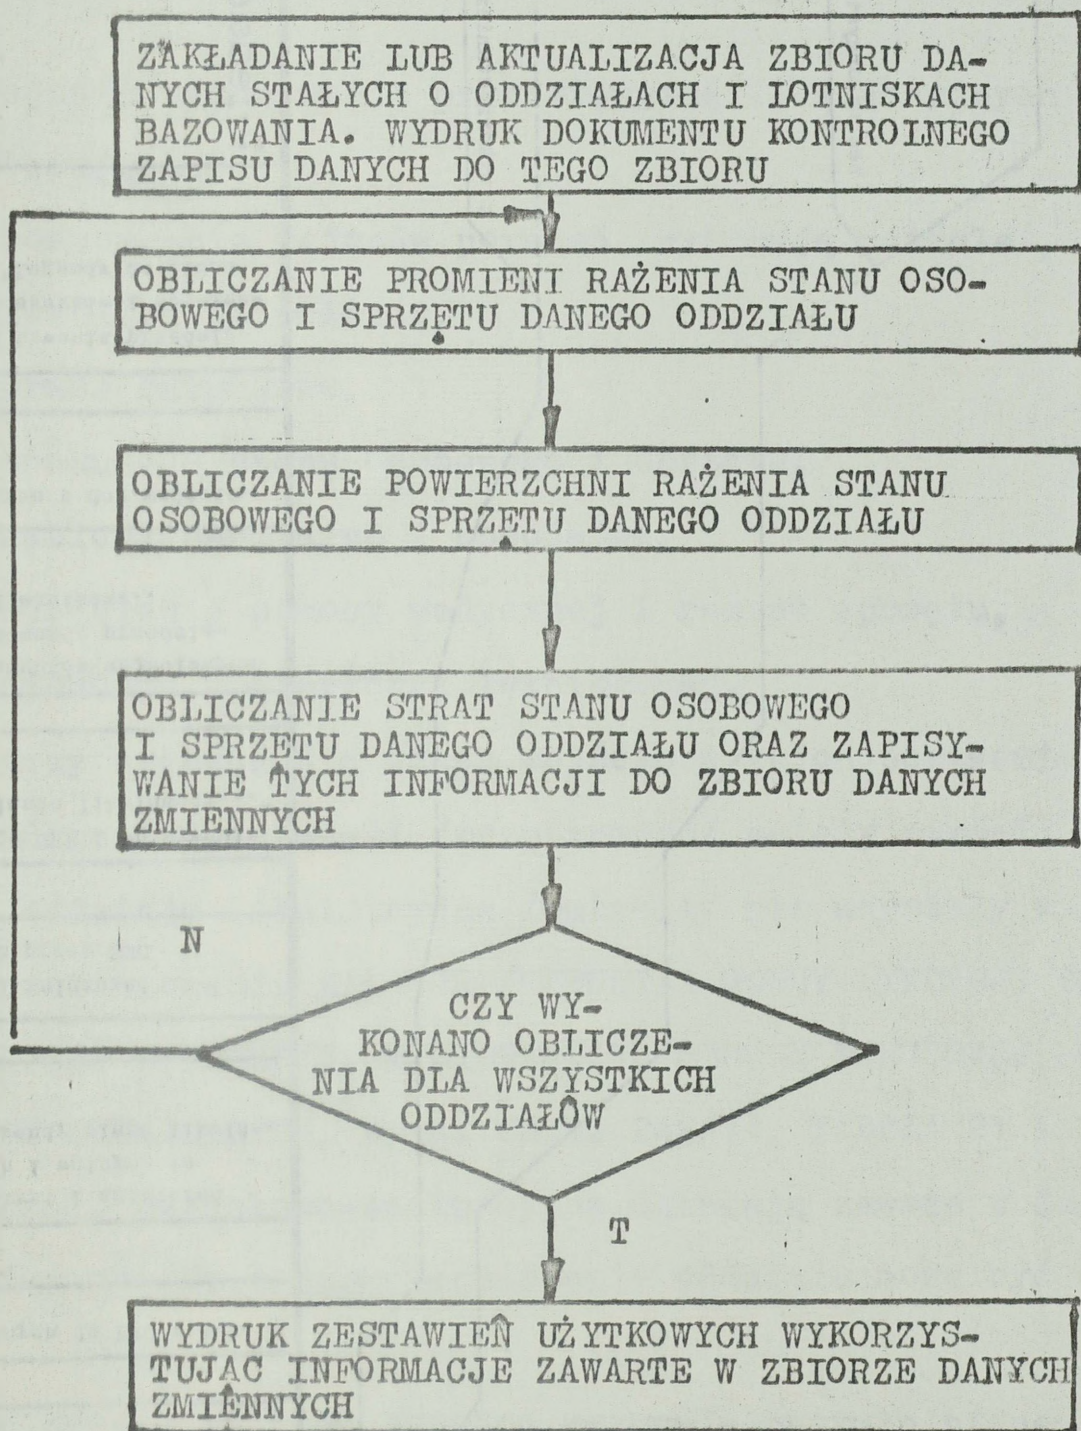 ZAKŁADANIE LUB AKTUALIZACJA ZBIORU DA-
NYCH STAŁYCH O ODDZIAŁACH I LOTNISKACH
BAZOWANIA. WYDRUK DOKUMENTU KONTROLNEGO
ZAPISU DANYCH DO TEGO ZBIORU
OBLICZANIE PROMIENI RAŻENIA STANU OSO-
BOWEGO I SPRZĘTU DANEGO ODDZIAŁU
OBLICZANIE POWIERZCHNI RAŻENIA STANU
OSOBOWEGO I SPRZĘTU DANEGO ODDZIAŁU
OBLICZANIE STRAT STANU OSOBOWEGO
I SPRZĘTU DANEGO ODDZIAŁU ORAZ ZAPISY-
WANIE TYCH INFORMACJI DO ZBIORU DANYCH
ZMIENNYCH
N
CZY WY-
KONANO OBLICZE-
NIA DLA WSZYSTKICH
ODDZIAŁÓW
T
WYDRUK ZESTAWIEŃ UŻYTKOWYCH WYKORZYS-
TUJĄC INFORMACJE ZAWARTE W ZBIORZE DANYCH
ZMIENNYCH